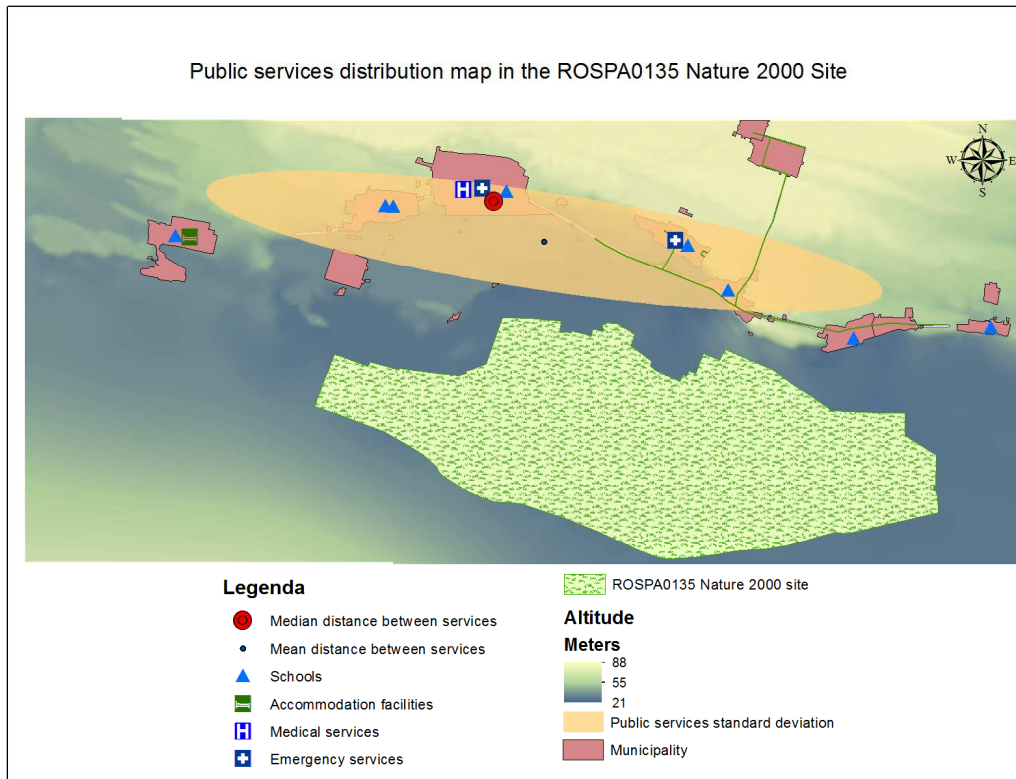 Public services distribution map in the ROSPA0135 Nature 2000 Site
N
W E
S
H
Legenda
Median distance between services
Mean distance between services
Schools
Accommodation facilities
H Medical services
Emergency services
ROSPA0135 Nature 2000 site
Altitude
Meters
88
55
21
Public services standard deviation
Municipality